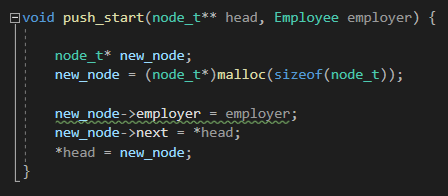 void push_start(node_t** head, Employee employer) {
node_t* new_node;
new_node = (node_t*)malloc(sizeof(node_t));
new_node->employer = employer;
new_node->next = *head;
*head = new_node;
}